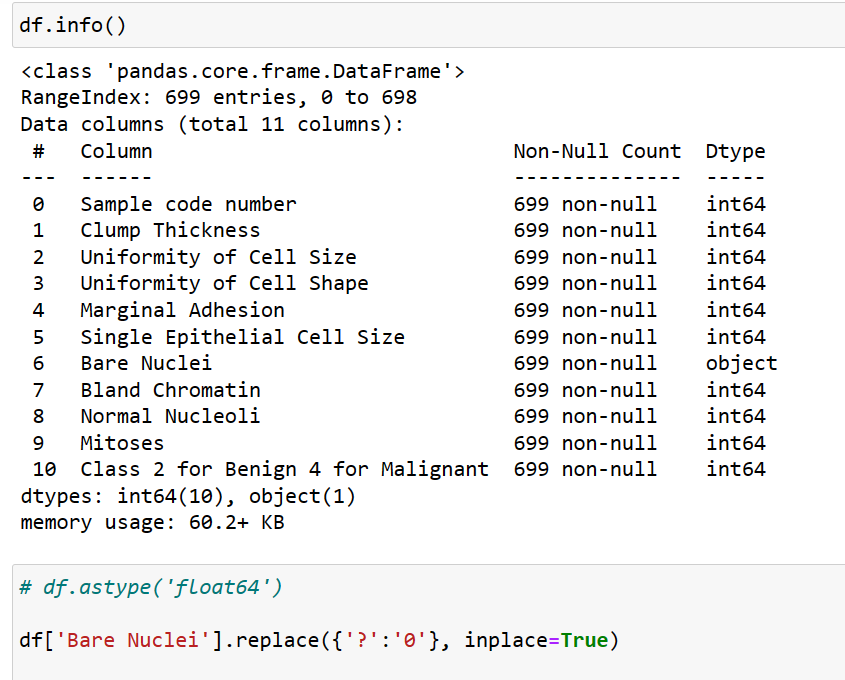 df.info()
<class 'pandas.core.frame.DataFrame'>
RangeIndex: 699 entries, 0 to 698
Data columns (total 11 columns):
 #   Column                              Non-Null Count  Dtype
---  ------                              --------------  -----
 0   Sample code number                  699 non-null    int64
 1   Clump Thickness                     699 non-null    int64
 2   Uniformity of Cell Size             699 non-null    int64
 3   Uniformity of Cell Shape            699 non-null    int64
 4   Marginal Adhesion                   699 non-null    int64
 5   Single Epithelial Cell Size         699 non-null    int64
 6   Bare Nuclei                         699 non-null    object
 7   Bland Chromatin                     699 non-null    int64
 8   Normal Nucleoli                     699 non-null    int64
 9   Mitoses                             699 non-null    int64
 10  Class 2 for Benign 4 for Malignant  699 non-null    int64
dtypes: int64(10), object(1)
memory usage: 60.2+ KB
# df.astype('float64')
df['Bare Nuclei'].replace({'?':'0'}, inplace=True)